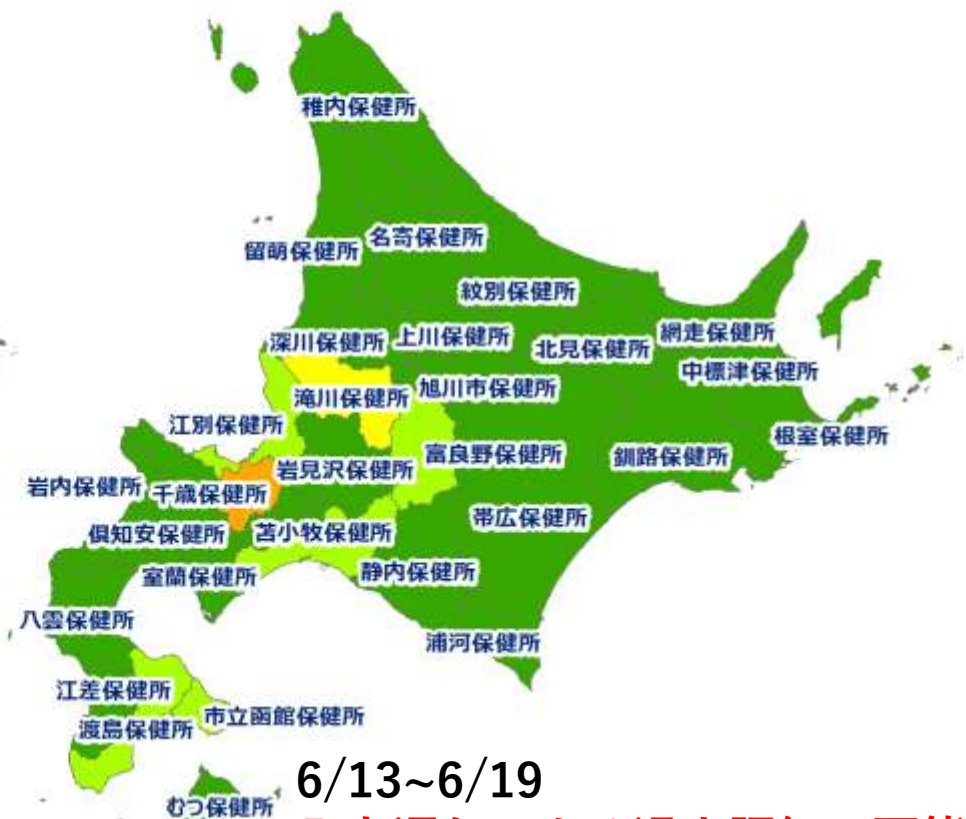 稚内保健所
名寄保健所
留萌保健所
紋別保健所
深川保健所
上川保健所
北見保健所
網走保健所
中標津保健所
滝川保健所
旭川市保健所
江別保健所
根室保健所
岩見沢保健所
富良野保健所
釧路保健所
岩内保健所
千歳保健所
帯広保健所
倶知安保健所
苫小牧保健所
室蘭保健所
静内保健所
八雲保健所
浦河保健所
江差保健所
市立函館保健所
渡島保健所
6/13~6/19
むつ保健所